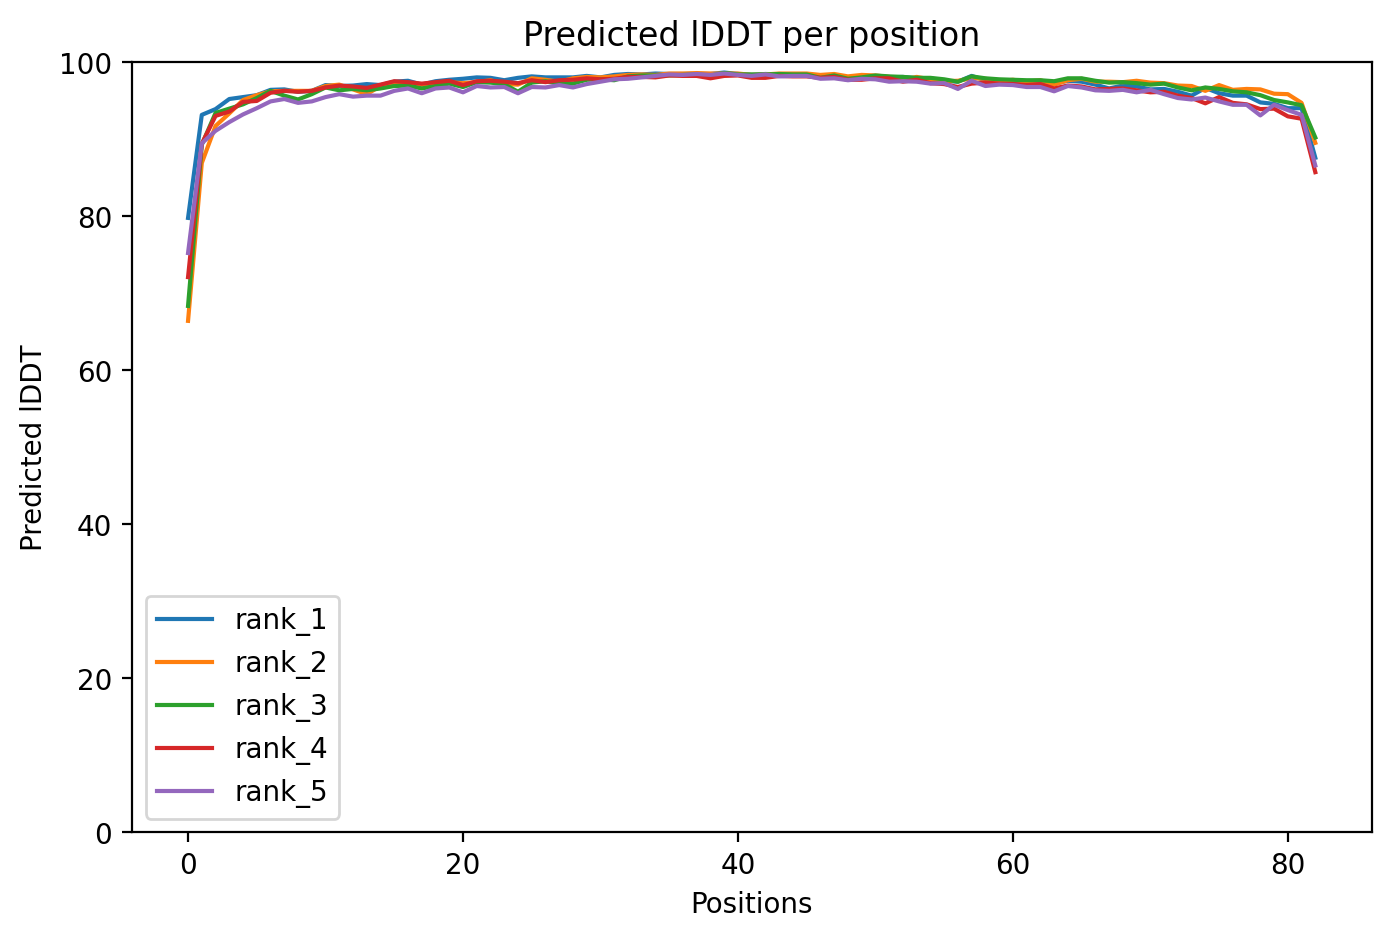 Predicted lDDT per position
100
80
60
40
20
0
Predicted lDDT
rank_1
rank_2
rank_3
rank_4
rank_5
0 20 40 60 80
Positions